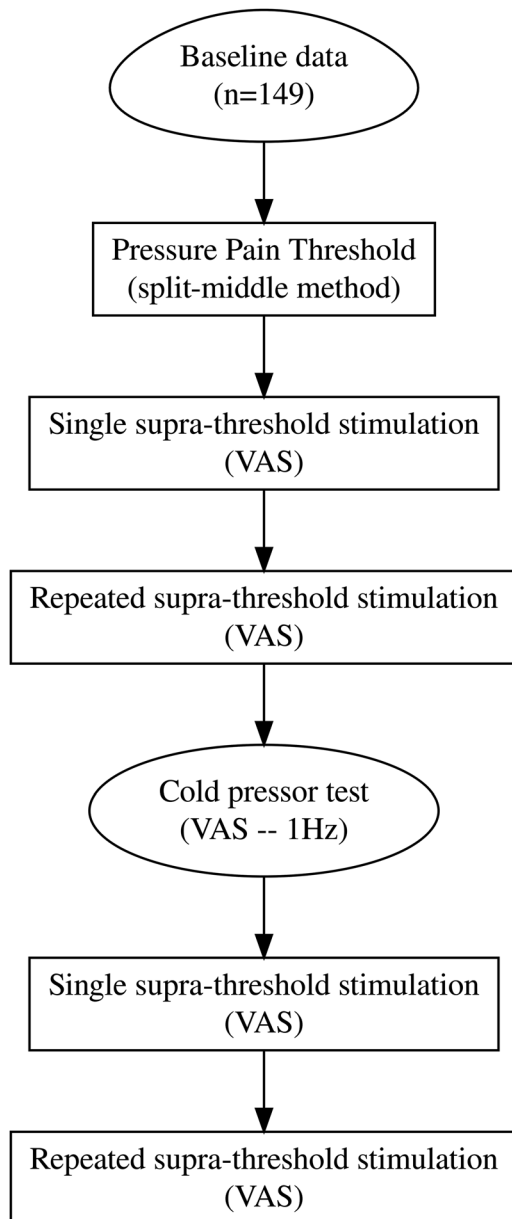 Baseline data
(n=149)
Pressure Pain Threshold
(split-middle method)
Single supra-threshold stimulation
(VAS)
Repeated supra-threshold stimulation
(VAS)
Cold pressor test
(VAS -- 1Hz)
Single supra-threshold stimulation
(VAS)
Repeated supra-threshold stimulation
(VAS)